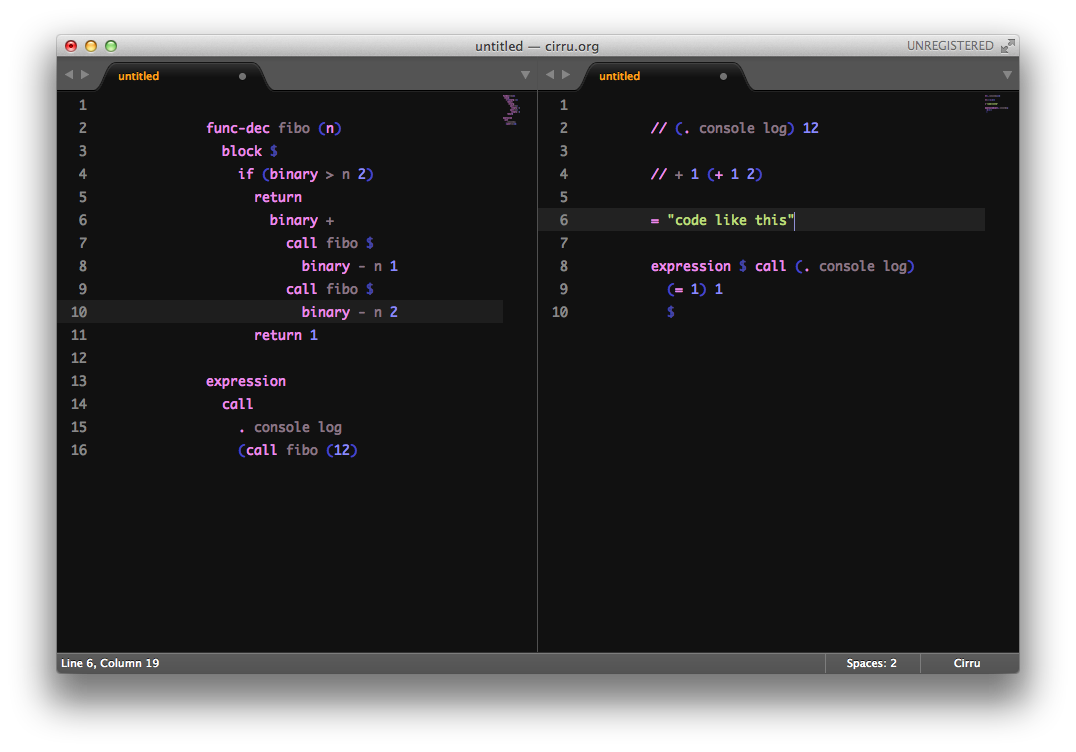 untitled — cirru.org
UNREGISTERED
untitled
1
2 func-dec fibo (n)
3 block $
4 if (binary > n 2)
5 return
6 binary +
7 call fibo $
8 binary - n 1
9 call fibo $
10 binary - n 2
11 return 1
12
13 expression
14 call
15 . console log
16 (call fibo (12)
untitled
1
2 // (. console log) 12
3
4 // + 1 (+ 1 2)
5
6 = "code like this"
7
8 expression $ call (. console log)
9 (= 1) 1
10 $
Line 6, Column 19
Spaces: 2
Cirru